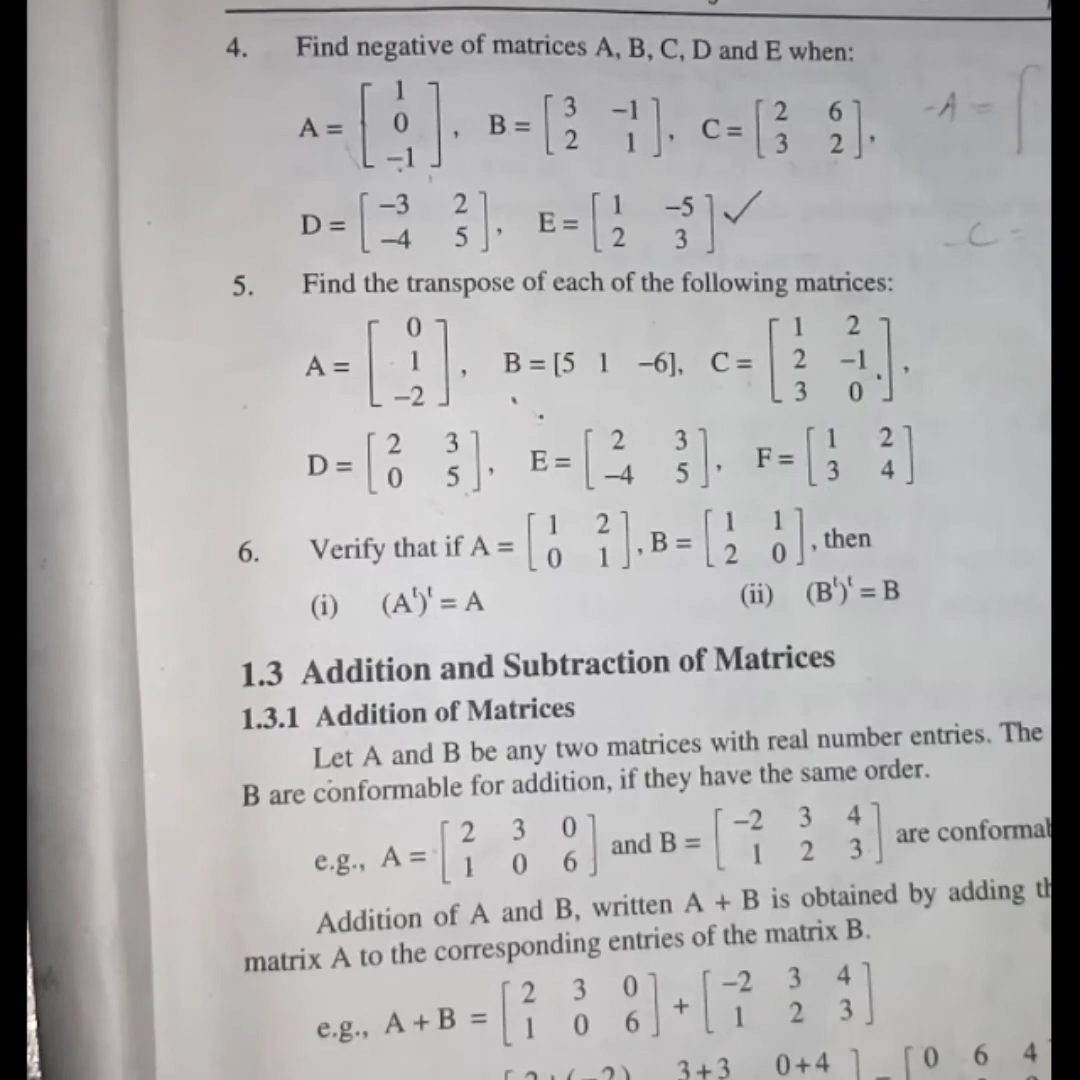 4. Find negative of matrices A, B, C, D and E when:
A = [ 1 0 −1 ], B = [ 3 −1 2 1 ], C = [ 2 6 3 2 ], -A = [
D = [ −3 2 −4 5 ], E = [ 1 −5 2 3 ] ✓ -C =
5. Find the transpose of each of the following matrices:
A = [ 0 1 −2 ], B = [5 1 −6], C = [ 1 2 2 −1 3 0 ],
D = [ 2 3 0 5 ], E = [ 2 3 −4 5 ], F = [ 1 2 3 4 ]
6. Verify that if A = [ 1 2 0 1 ], B = [ 1 1 2 0 ], then
(i) (Aᵗ)ᵗ = A (ii) (Bᵗ)ᵗ = B
1.3 Addition and Subtraction of Matrices
1.3.1 Addition of Matrices
Let A and B be any two matrices with real number entries. The
B are conformable for addition, if they have the same order.
e.g., A = [ 2 3 0 1 0 6 ] and B = [ −2 3 4 1 2 3 ] are conformal
Addition of A and B, written A + B is obtained by adding th
matrix A to the corresponding entries of the matrix B.
e.g., A + B = [ 2 3 0 1 0 6 ] + [ −2 3 4 1 2 3 ]
[ 2+(−2) 3+3 0+4 ] = [ 0 6 4